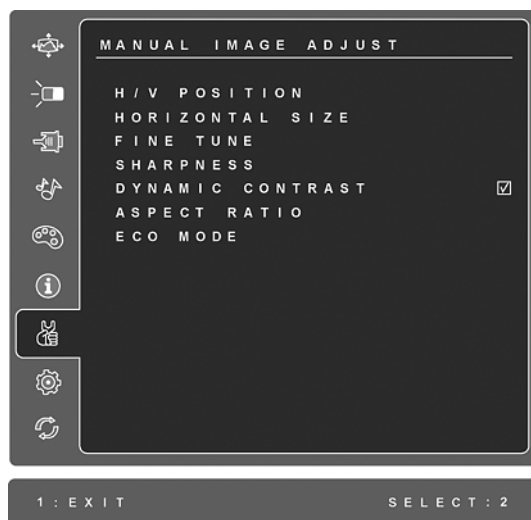 MANUAL IMAGE ADJUST
H/V POSITION
HORIZONTAL SIZE
FINE TUNE
SHARPNESS
DYNAMIC CONTRAST
ASPECT RATIO
ECO MODE
1:EXIT SELECT:2